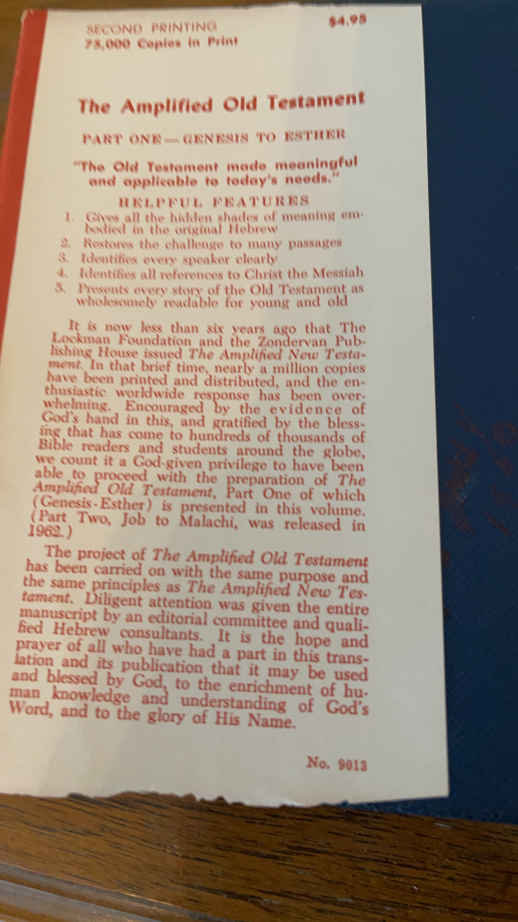 SECOND PRINTING
$4.95
75,000 Copies in Print
The Amplified Old Testament
PART ONE — GENESIS TO ESTHER
"The Old Testament made meaningful
and applicable to today's needs."
HELPFUL FEATURES
1. Gives all the hidden shades of meaning em-
bodied in the original Hebrew
2. Restores the challenge to many passages
3. Identifies every speaker clearly
4. Identifies all references to Christ the Messiah
5. Presents every story of the Old Testament as
wholesomely readable for young and old
It is now less than six years ago that The
Lockman Foundation and the Zondervan Pub-
lishing House issued The Amplified New Testa-
ment. In that brief time, nearly a million copies
have been printed and distributed, and the en-
thusiastic worldwide response has been over-
whelming. Encouraged by the evidence of
God's hand in this, and gratified by the bless-
ing that has come to hundreds of thousands of
Bible readers and students around the globe,
we count it a God-given privilege to have been
able to proceed with the preparation of The
Amplified Old Testament, Part One of which
(Genesis-Esther) is presented in this volume.
(Part Two, Job to Malachi, was released in
1962.)
The project of The Amplified Old Testament
has been carried on with the same purpose and
the same principles as The Amplified New Tes-
tament. Diligent attention was given the entire
manuscript by an editorial committee and quali-
fied Hebrew consultants. It is the hope and
prayer of all who have had a part in this trans-
lation and its publication that it may be used
and blessed by God, to the enrichment of hu-
man knowledge and understanding of God's
Word, and to the glory of His Name.
No. 9013